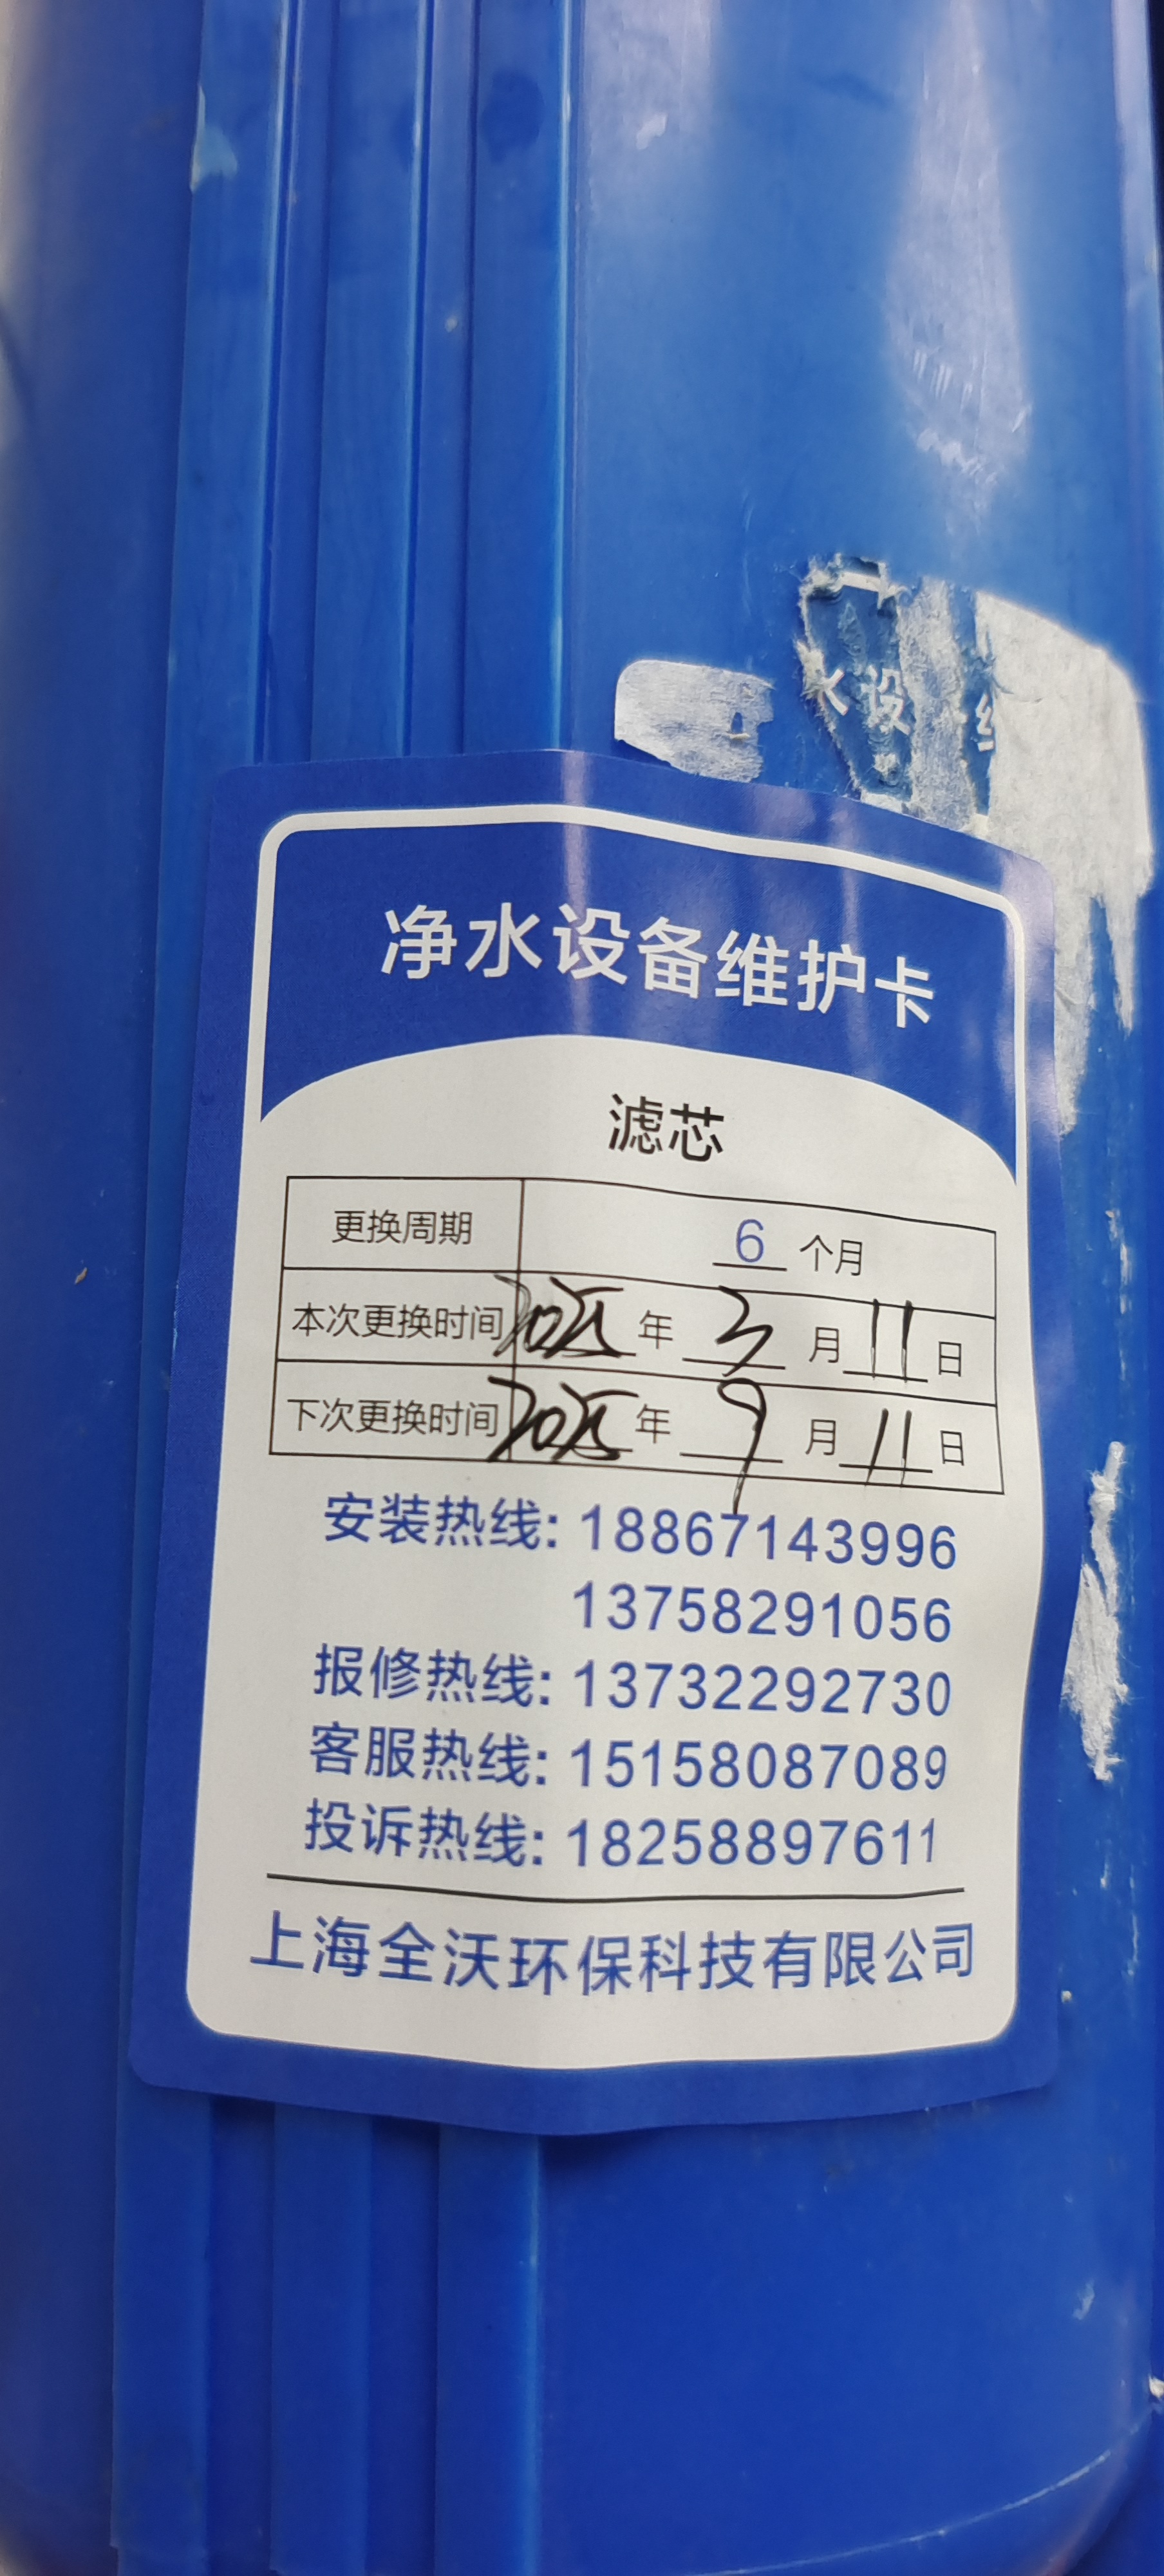 水设 维
净水设备维护卡
滤芯
更换周期 6 个月
本次更换时间 2025 年 3 月 11 日
下次更换时间 2025 年 9 月 11 日
安装热线: 18867143996
13758291056
报修热线: 13732292730
客服热线: 15158087089
投诉热线: 18258897611
上海全沃环保科技有限公司